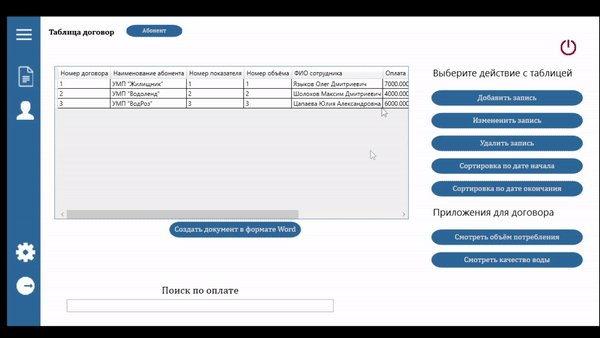 Таблица договор
Абонент
Номер договора Наименование абонента Номер показателя Номер объёма ФИО сотрудника Оплата
1 УМП "Жилищник" 1 1 Языков Олег Дмитриевич 7000.000
2 УМП "Водоленд" 2 2 Шолохов Максим Дмитриевич 4000.000
3 УМП "ВодРоз" 3 3 Цапаева Юлия Александровна 6000.000
Создать документ в формате Word
Поиск по оплате
Выберите действие с таблицей
Добавить запись
Измененить запись
Удалить запись
Сортировка по дате начала
Сортировка по дате окончания
Приложения для договора
Смотреть объём потребления
Смотреть качество воды